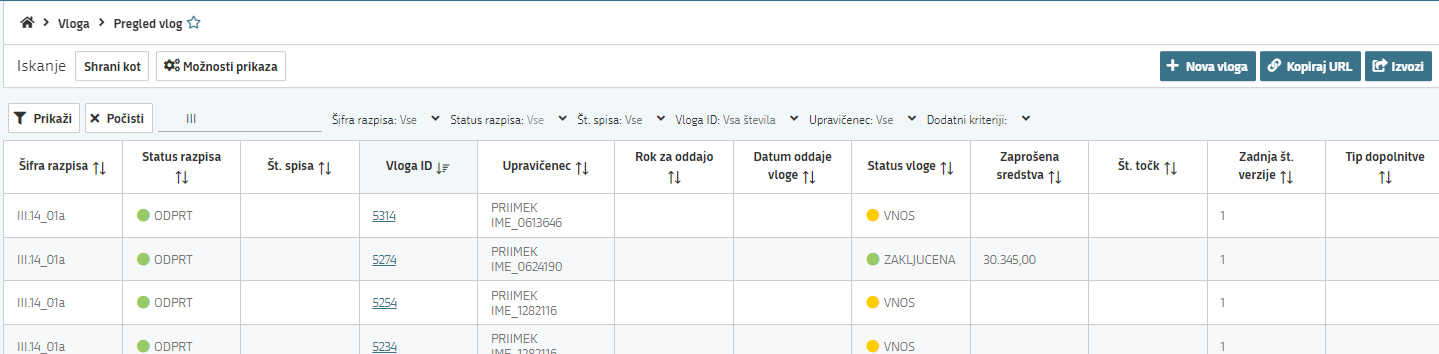 Vloga Pregled vlog
Iskanje Shrani kot Možnosti prikaza Nova vloga Kopiraj URL Izvozi
Prikaži Počisti III Šifra razpisa: Vse Status razpisa: Vse Št. spisa: Vse Vloga ID: Vsa števila Upravičenec: Vse Dodatni kriteriji:
Šifra razpisa Status razpisa Št. spisa Vloga ID Upravičenec Rok za oddajo Datum oddaje vloge Status vloge Zaprošena sredstva Št. točk Zadnja št. verzije Tip dopolnitve
III.14_01a ODPRT 5314 PRIIMEK IME_0613646 VNOS 1
III.14_01a ODPRT 5274 PRIIMEK IME_0624190 ZAKLJUCENA 30.345,00 1
III.14_01a ODPRT 5254 PRIIMEK IME_1282116 VNOS 1
III.14_01a ODPRT 5234 PRIIMEK IME_1282116 VNOS 1